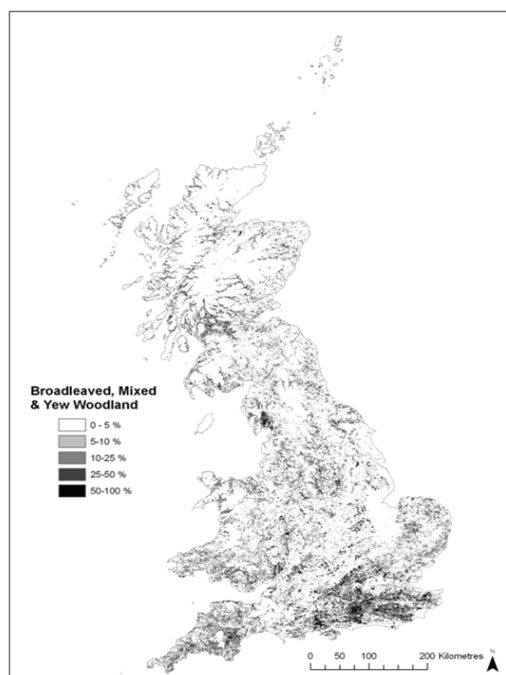 Broadleaved, Mixed
& Yew Woodland
0 - 5 %
5-10 %
10-25 %
25-50 %
50-100 %
N
0 50 100 200 Kilometres